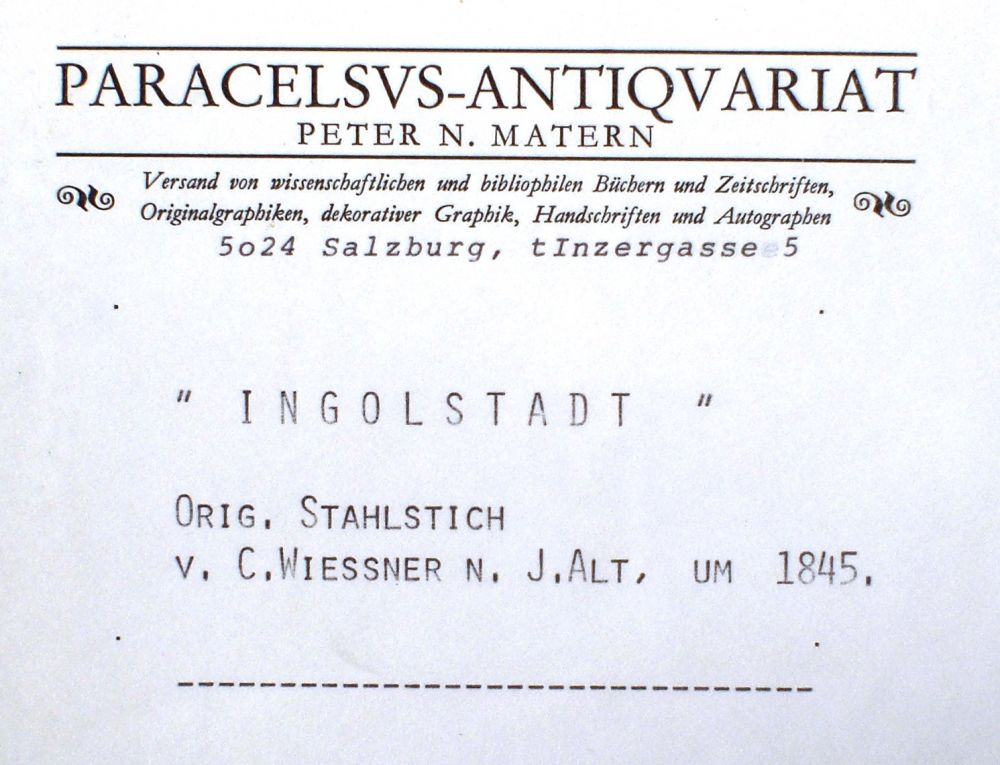 PARACELSVS-ANTIQVARIAT
PETER N. MATERN
Versand von wissenschaftlichen und bibliophilen Büchern und Zeitschriften,
Originalgraphiken, dekorativer Graphik, Handschriften und Autographen
5o24 Salzburg, tInzergasse 5
" INGOLSTADT "
ORIG. STAHLSTICH
V. C.WIESSNER N. J.ALT, UM 1845.